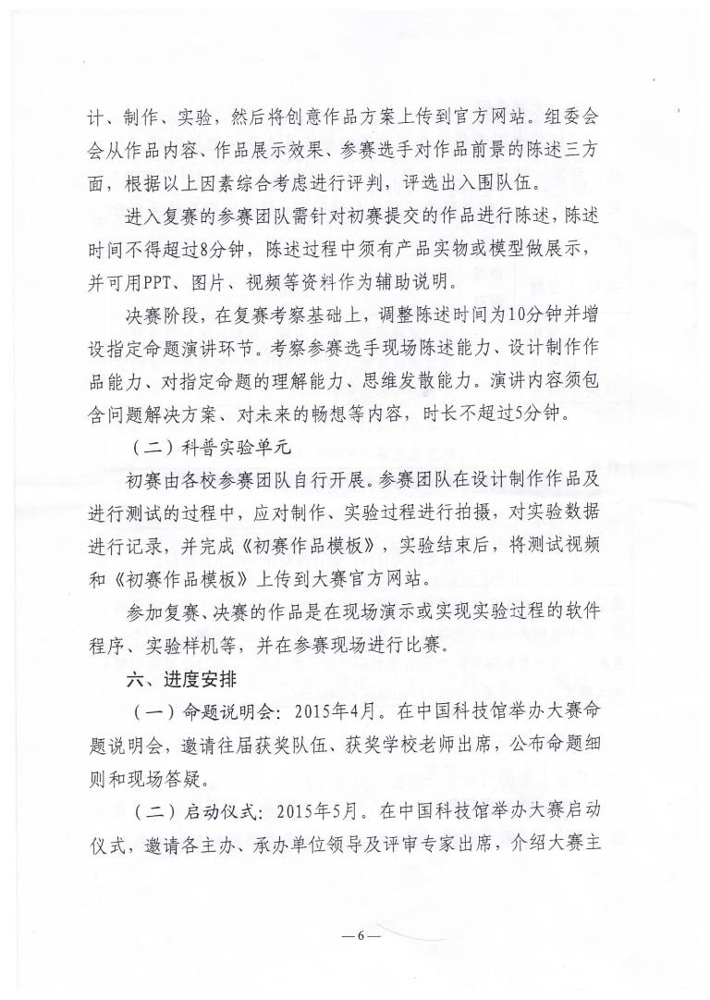 计、制作、实验，然后将创意作品方案上传到官方网站。组委会
会从作品内容、作品展示效果、参赛选手对作品前景的陈述三方
面，根据以上因素综合考虑进行评判，评选出入围队伍。
进入复赛的参赛团队需针对初赛提交的作品进行陈述，陈述
时间不得超过8分钟，陈述过程中须有产品实物或模型做展示，
并可用PPT、图片、视频等资料作为辅助说明。
决赛阶段，在复赛考察基础上，调整陈述时间为10分钟并增
设指定命题演讲环节。考察参赛选手现场陈述能力、设计制作作
品能力、对指定命题的理解能力、思维发散能力。演讲内容须包
含问题解决方案、对未来的畅想等内容，时长不超过5分钟。
（二）科普实验单元
初赛由各校参赛团队自行开展。参赛团队在设计制作作品及
进行测试的过程中，应对制作、实验过程进行拍摄，对实验数据
进行记录，并完成《初赛作品模板》，实验结束后，将测试视频
和《初赛作品模板》上传到大赛官方网站。
参加复赛、决赛的作品是在现场演示或实现实验过程的软件
程序、实验样机等，并在参赛现场进行比赛。
六、进度安排
（一）命题说明会：2015年4月。在中国科技馆举办大赛命
题说明会，邀请往届获奖队伍、获奖学校老师出席，公布命题细
则和现场答疑。
（二）启动仪式：2015年5月。在中国科技馆举办大赛启动
仪式，邀请各主办、承办单位领导及评审专家出席，介绍大赛主
—6—